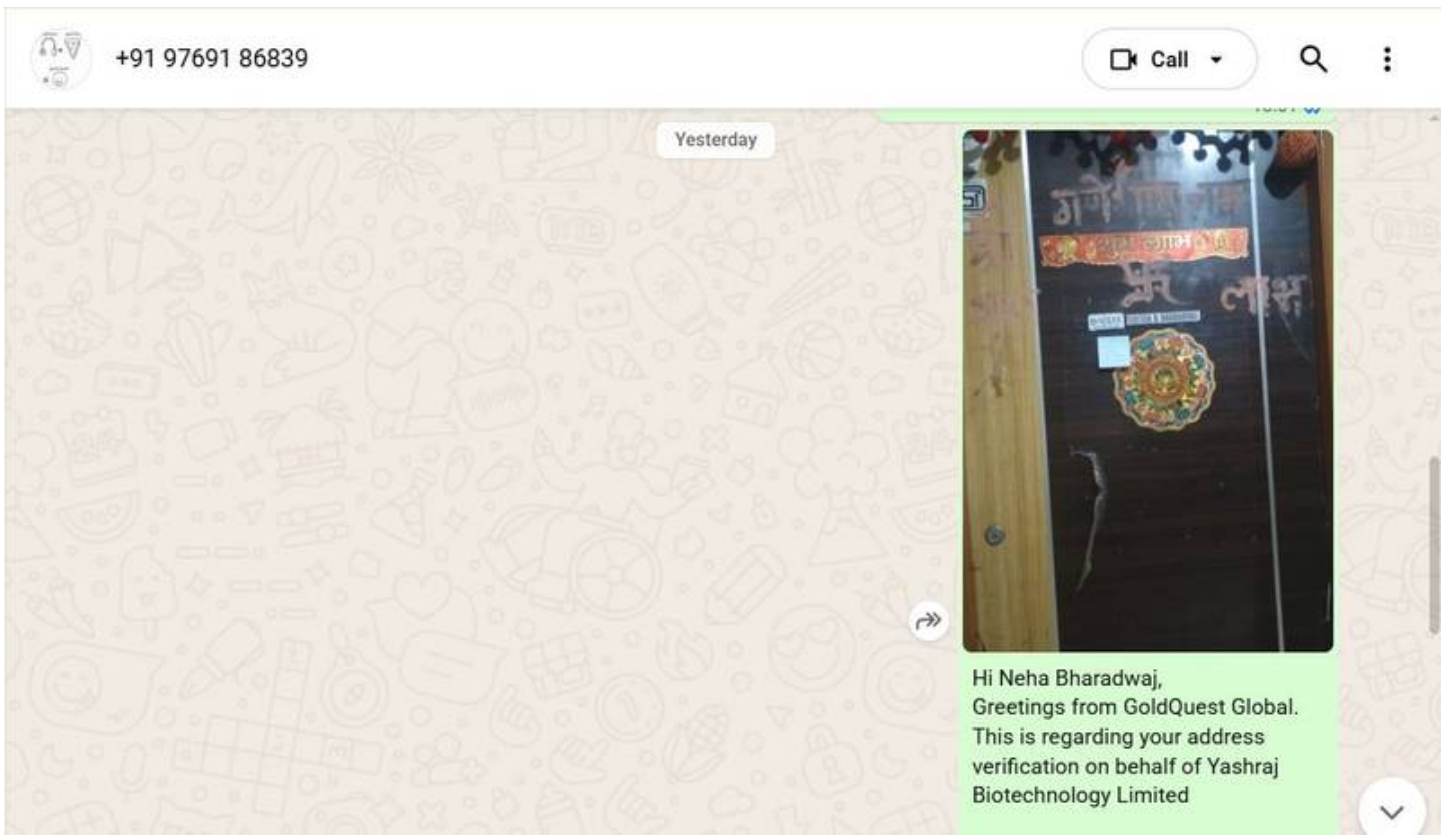 +91 97691 86839
Call
Yesterday
लाभ
Hi Neha Bharadwaj,
Greetings from GoldQuest Global.
This is regarding your address
verification on behalf of Yashraj
Biotechnology Limited